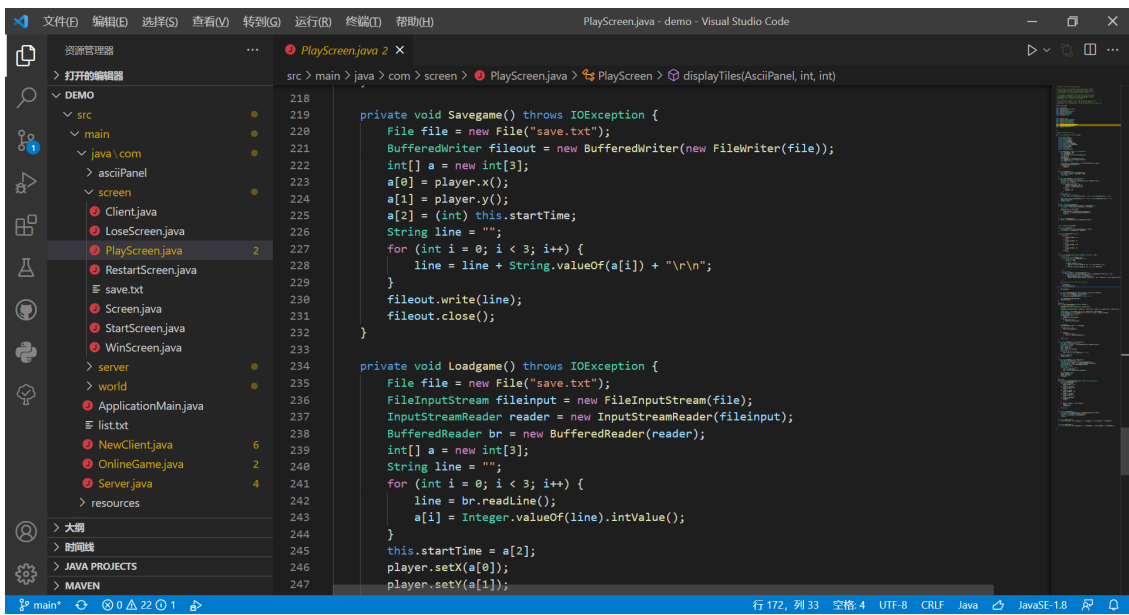 文件(F) 编辑(E) 选择(S) 查看(V) 转到(G) 运行(R) 终端(T) 帮助(H) PlayScreen.java - demo - Visual Studio Code
资源管理器
打开的编辑器
DEMO
src
main
java \ com
asciiPanel
screen
Client.java
LoseScreen.java
PlayScreen.java 2
RestartScreen.java
save.txt
Screen.java
StartScreen.java
WinScreen.java
server
world
ApplicationMain.java
list.txt
NewClient.java 6
OnlineGame.java 2
Server.java 4
resources
大纲
时间线
JAVA PROJECTS
MAVEN
1
PlayScreen.java 2
src > main > java > com > screen > PlayScreen.java > PlayScreen > displayTiles(AsciiPanel, int, int)
218
219 private void Savegame() throws IOException {
220 File file = new File("save.txt");
221 BufferedWriter fileout = new BufferedWriter(new FileWriter(file));
222 int[] a = new int[3];
223 a[0] = player.x();
224 a[1] = player.y();
225 a[2] = (int) this.startTime;
226 String line = "";
227 for (int i = 0; i < 3; i++) {
228 line = line + String.valueOf(a[i]) + "\r\n";
229 }
230 fileout.write(line);
231 fileout.close();
232 }
233
234 private void Loadgame() throws IOException {
235 File file = new File("save.txt");
236 FileInputStream fileinput = new FileInputStream(file);
237 InputStreamReader reader = new InputStreamReader(fileinput);
238 BufferedReader br = new BufferedReader(reader);
239 int[] a = new int[3];
240 String line = "";
241 for (int i = 0; i < 3; i++) {
242 line = br.readLine();
243 a[i] = Integer.valueOf(line).intValue();
244 }
245 this.startTime = a[2];
246 player.setX(a[0]);
247 player.setY(a[1]);
main* 0 22 1 行 172, 列 33 空格: 4 UTF-8 CRLF Java JavaSE-1.8